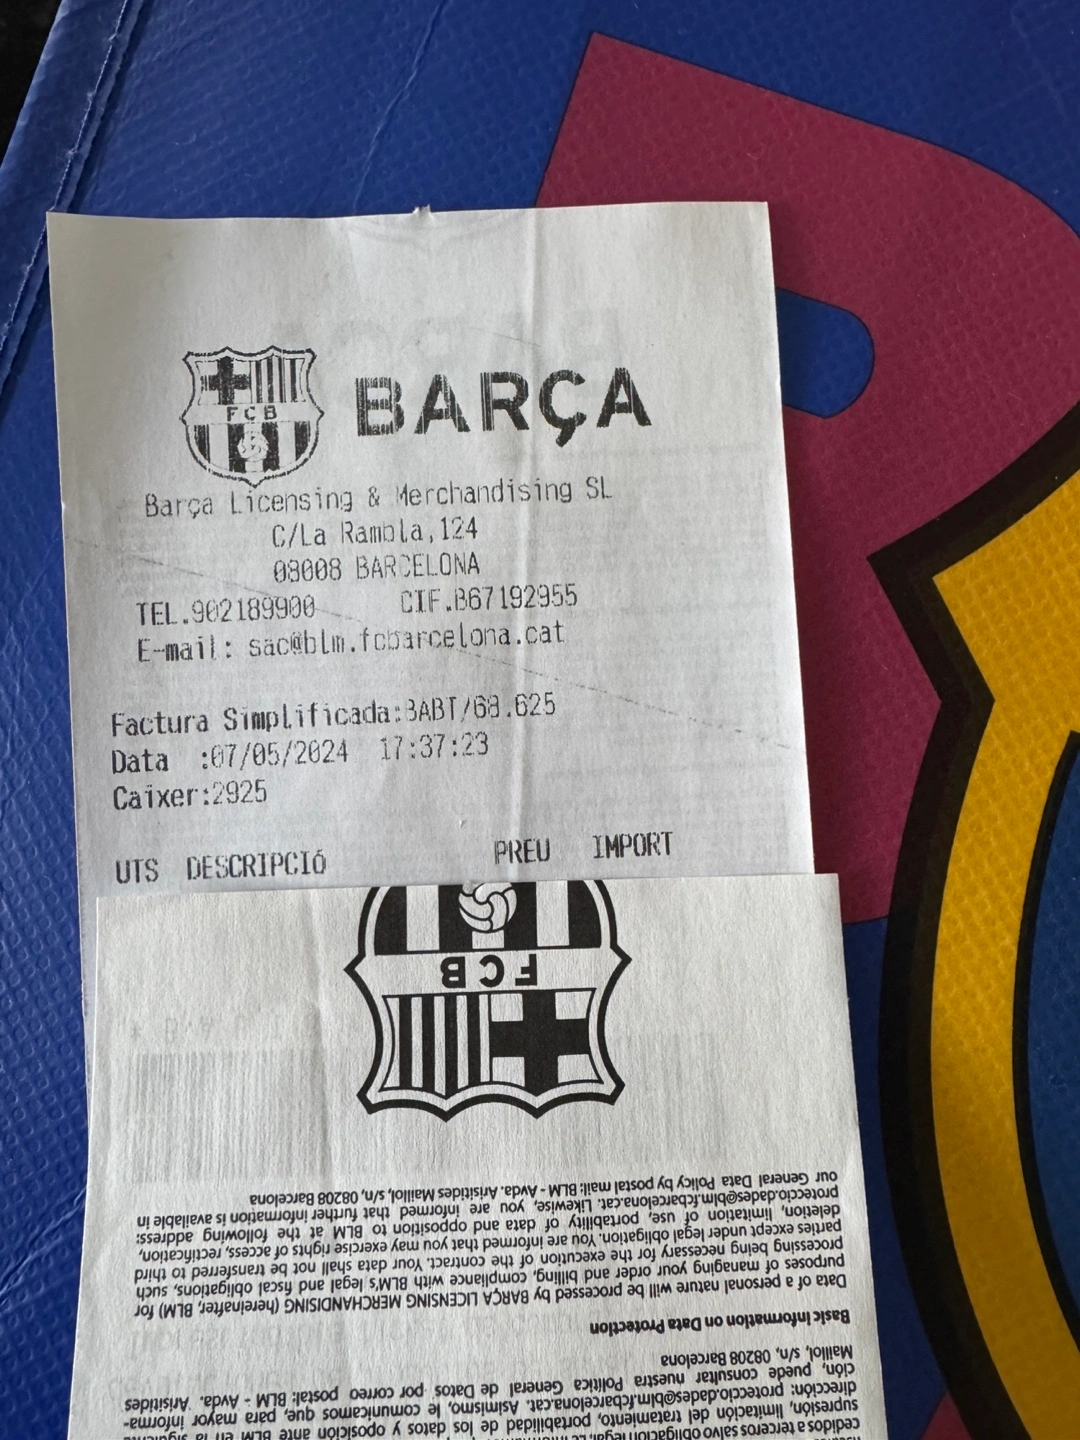 FCB
BARÇA
Barça Licensing & Merchandising SL
C/La Rambla,124
08008 BARCELONA
TEL.902189900 CIF.B67192955
E-mail: sac@blm.fcbarcelona.cat
Factura Simplificada:BABT/68.625
Data :07/05/2024 17:37:23
Caixer:2925
UTS DESCRIPCIÓ PREU IMPORT
cedidos a terceros salvo obligación legal.
supresión, limitación del tratamiento, portabilidad de los datos y oposición ante BLM en la siguiente
dirección: protecio.dades@blm.fcbarcelona.cat. Asimismo, le comunicamos que, para mayor informa-
ción, puede consultar nuestra Política General de Datos por correo postal: BLM - Avda. Arisitides
Maillol, s/n, 08208 Barcelona
Basic Information on Data Protection
Data of a personal nature will be processed by BARÇA LICENSING MERCHANDISING (hereinafter, BLM) for
purposes of managing your order and billing, compliance with BLM's legal and fiscal obligations, such
processing being necessary for the execution of the contract. Your data shall not be transferred to third
parties except under legal obligation. You are informed that you may exercise rights of access, rectification,
deletion, limitation of use, portability of data and opposition to BLM at the following address:
protecio.dades@blm.fcbarcelona.cat. Likewise, you are informed that further information is available in
our General Data Policy by postal mail: BLM - Avda. Arisitides Maillol, s/n, 08208 Barcelona
FCB